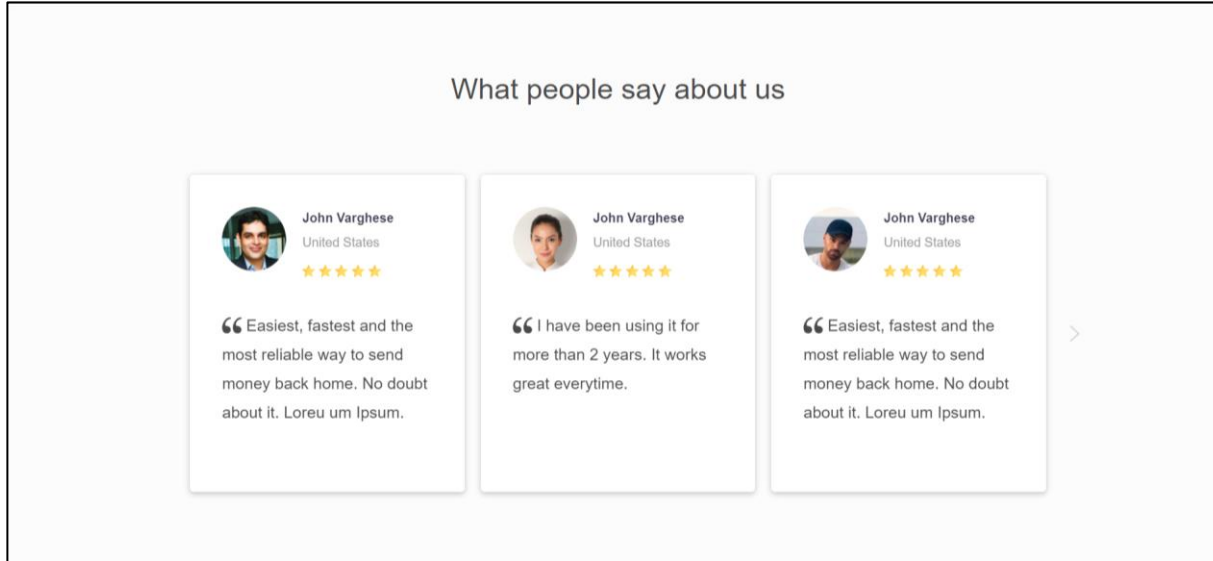 What people say about us
John Varghese
United States
❝ Easiest, fastest and the
most reliable way to send
money back home. No doubt
about it. Loreu um Ipsum.
John Varghese
United States
❝ I have been using it for
more than 2 years. It works
great everytime.
John Varghese
United States
❝ Easiest, fastest and the
most reliable way to send
money back home. No doubt
about it. Loreu um Ipsum.